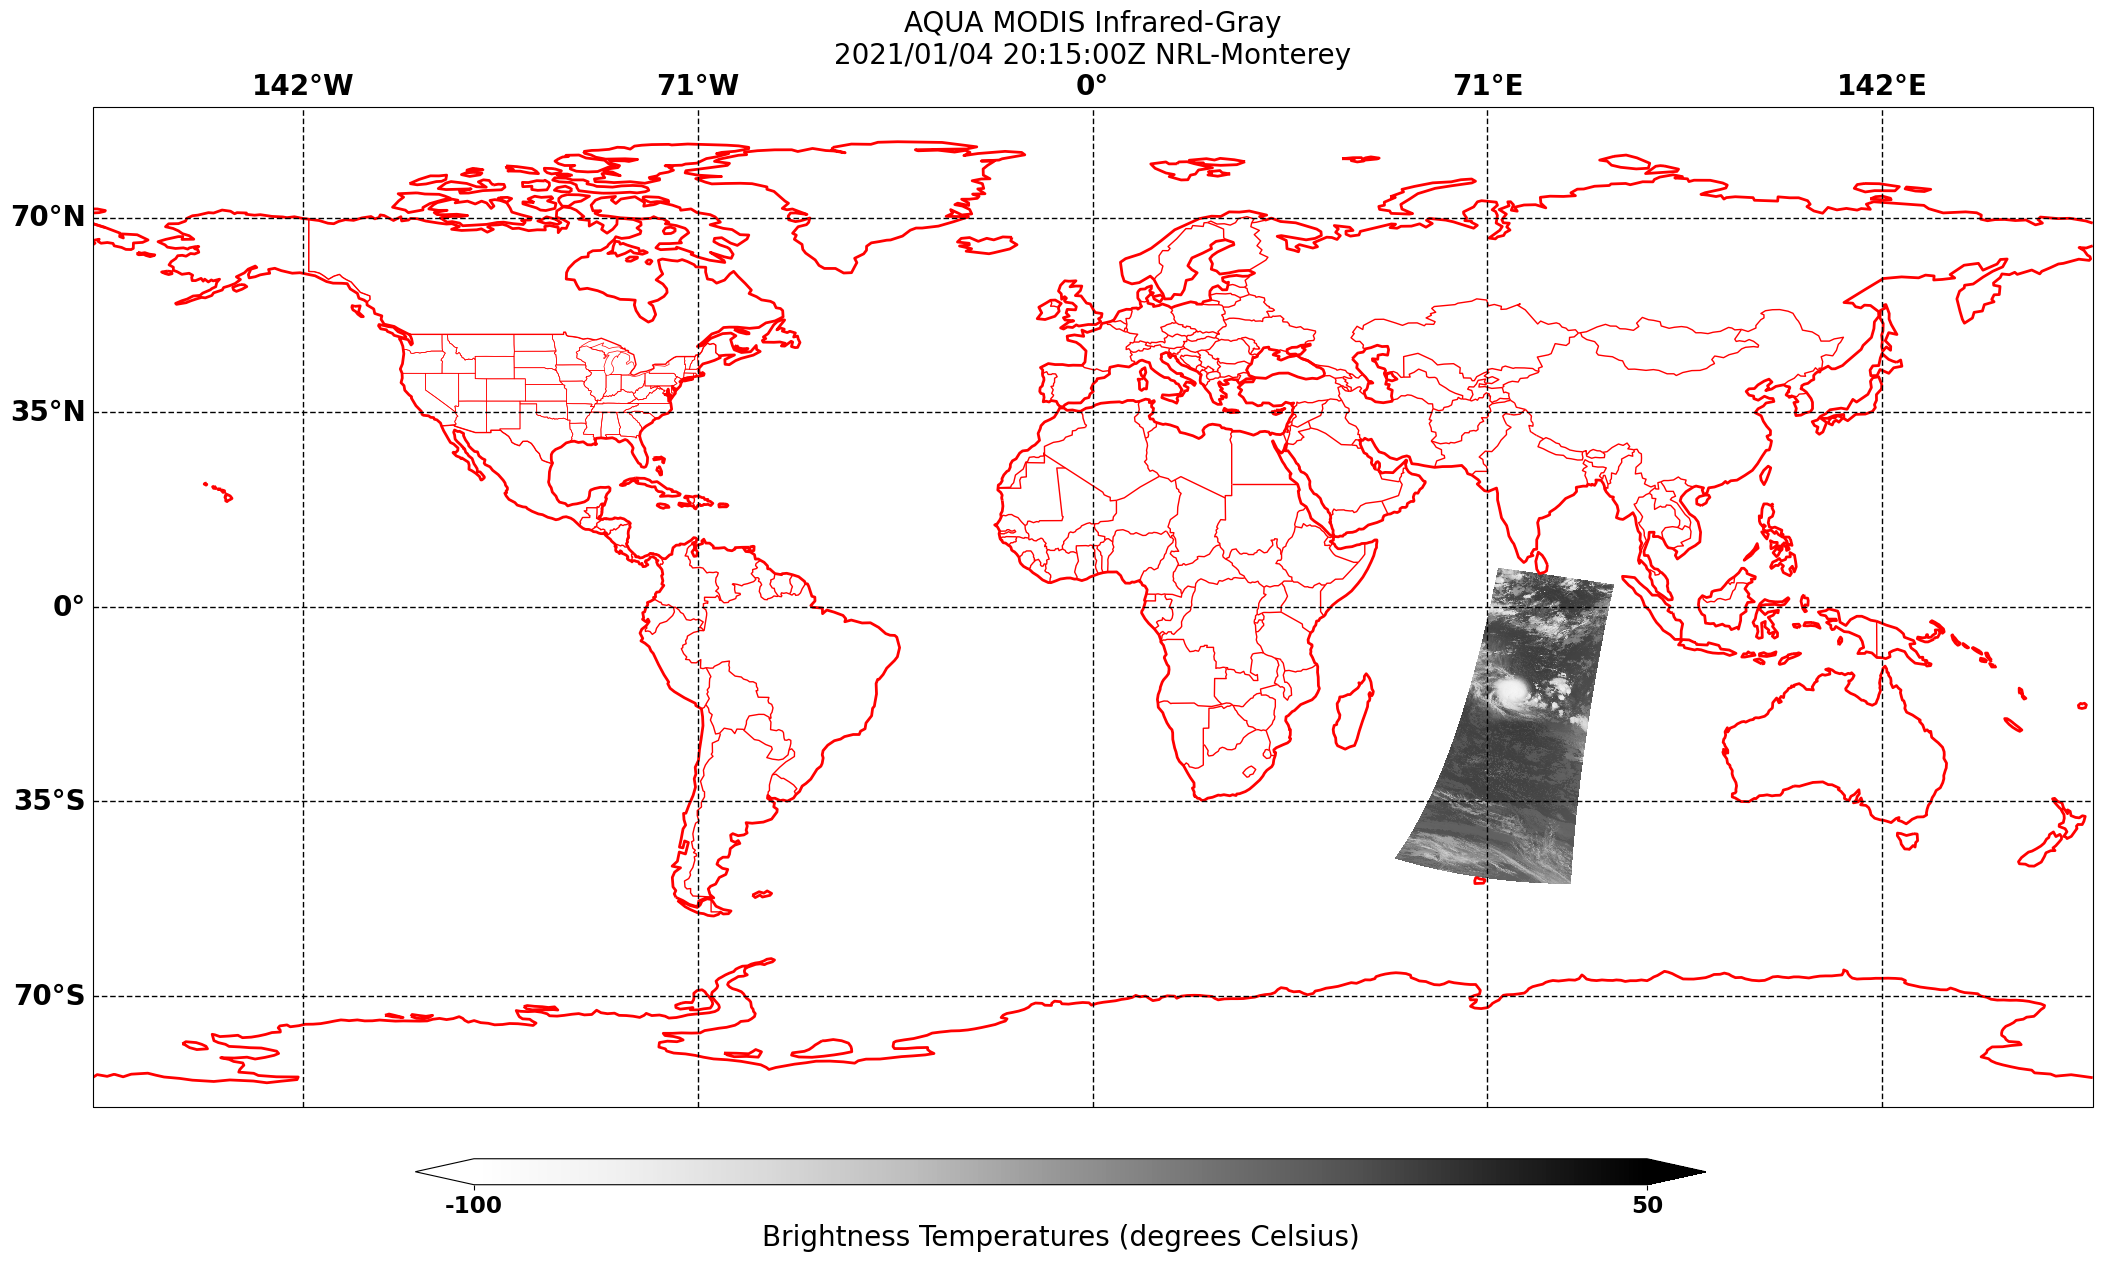 AQUA MODIS Infrared-Gray
2021/01/04 20:15:00Z NRL-Monterey
142°W 71°W 0° 71°E 142°E
70°N
35°N
0°
35°S
70°S
-100 50
Brightness Temperatures (degrees Celsius)